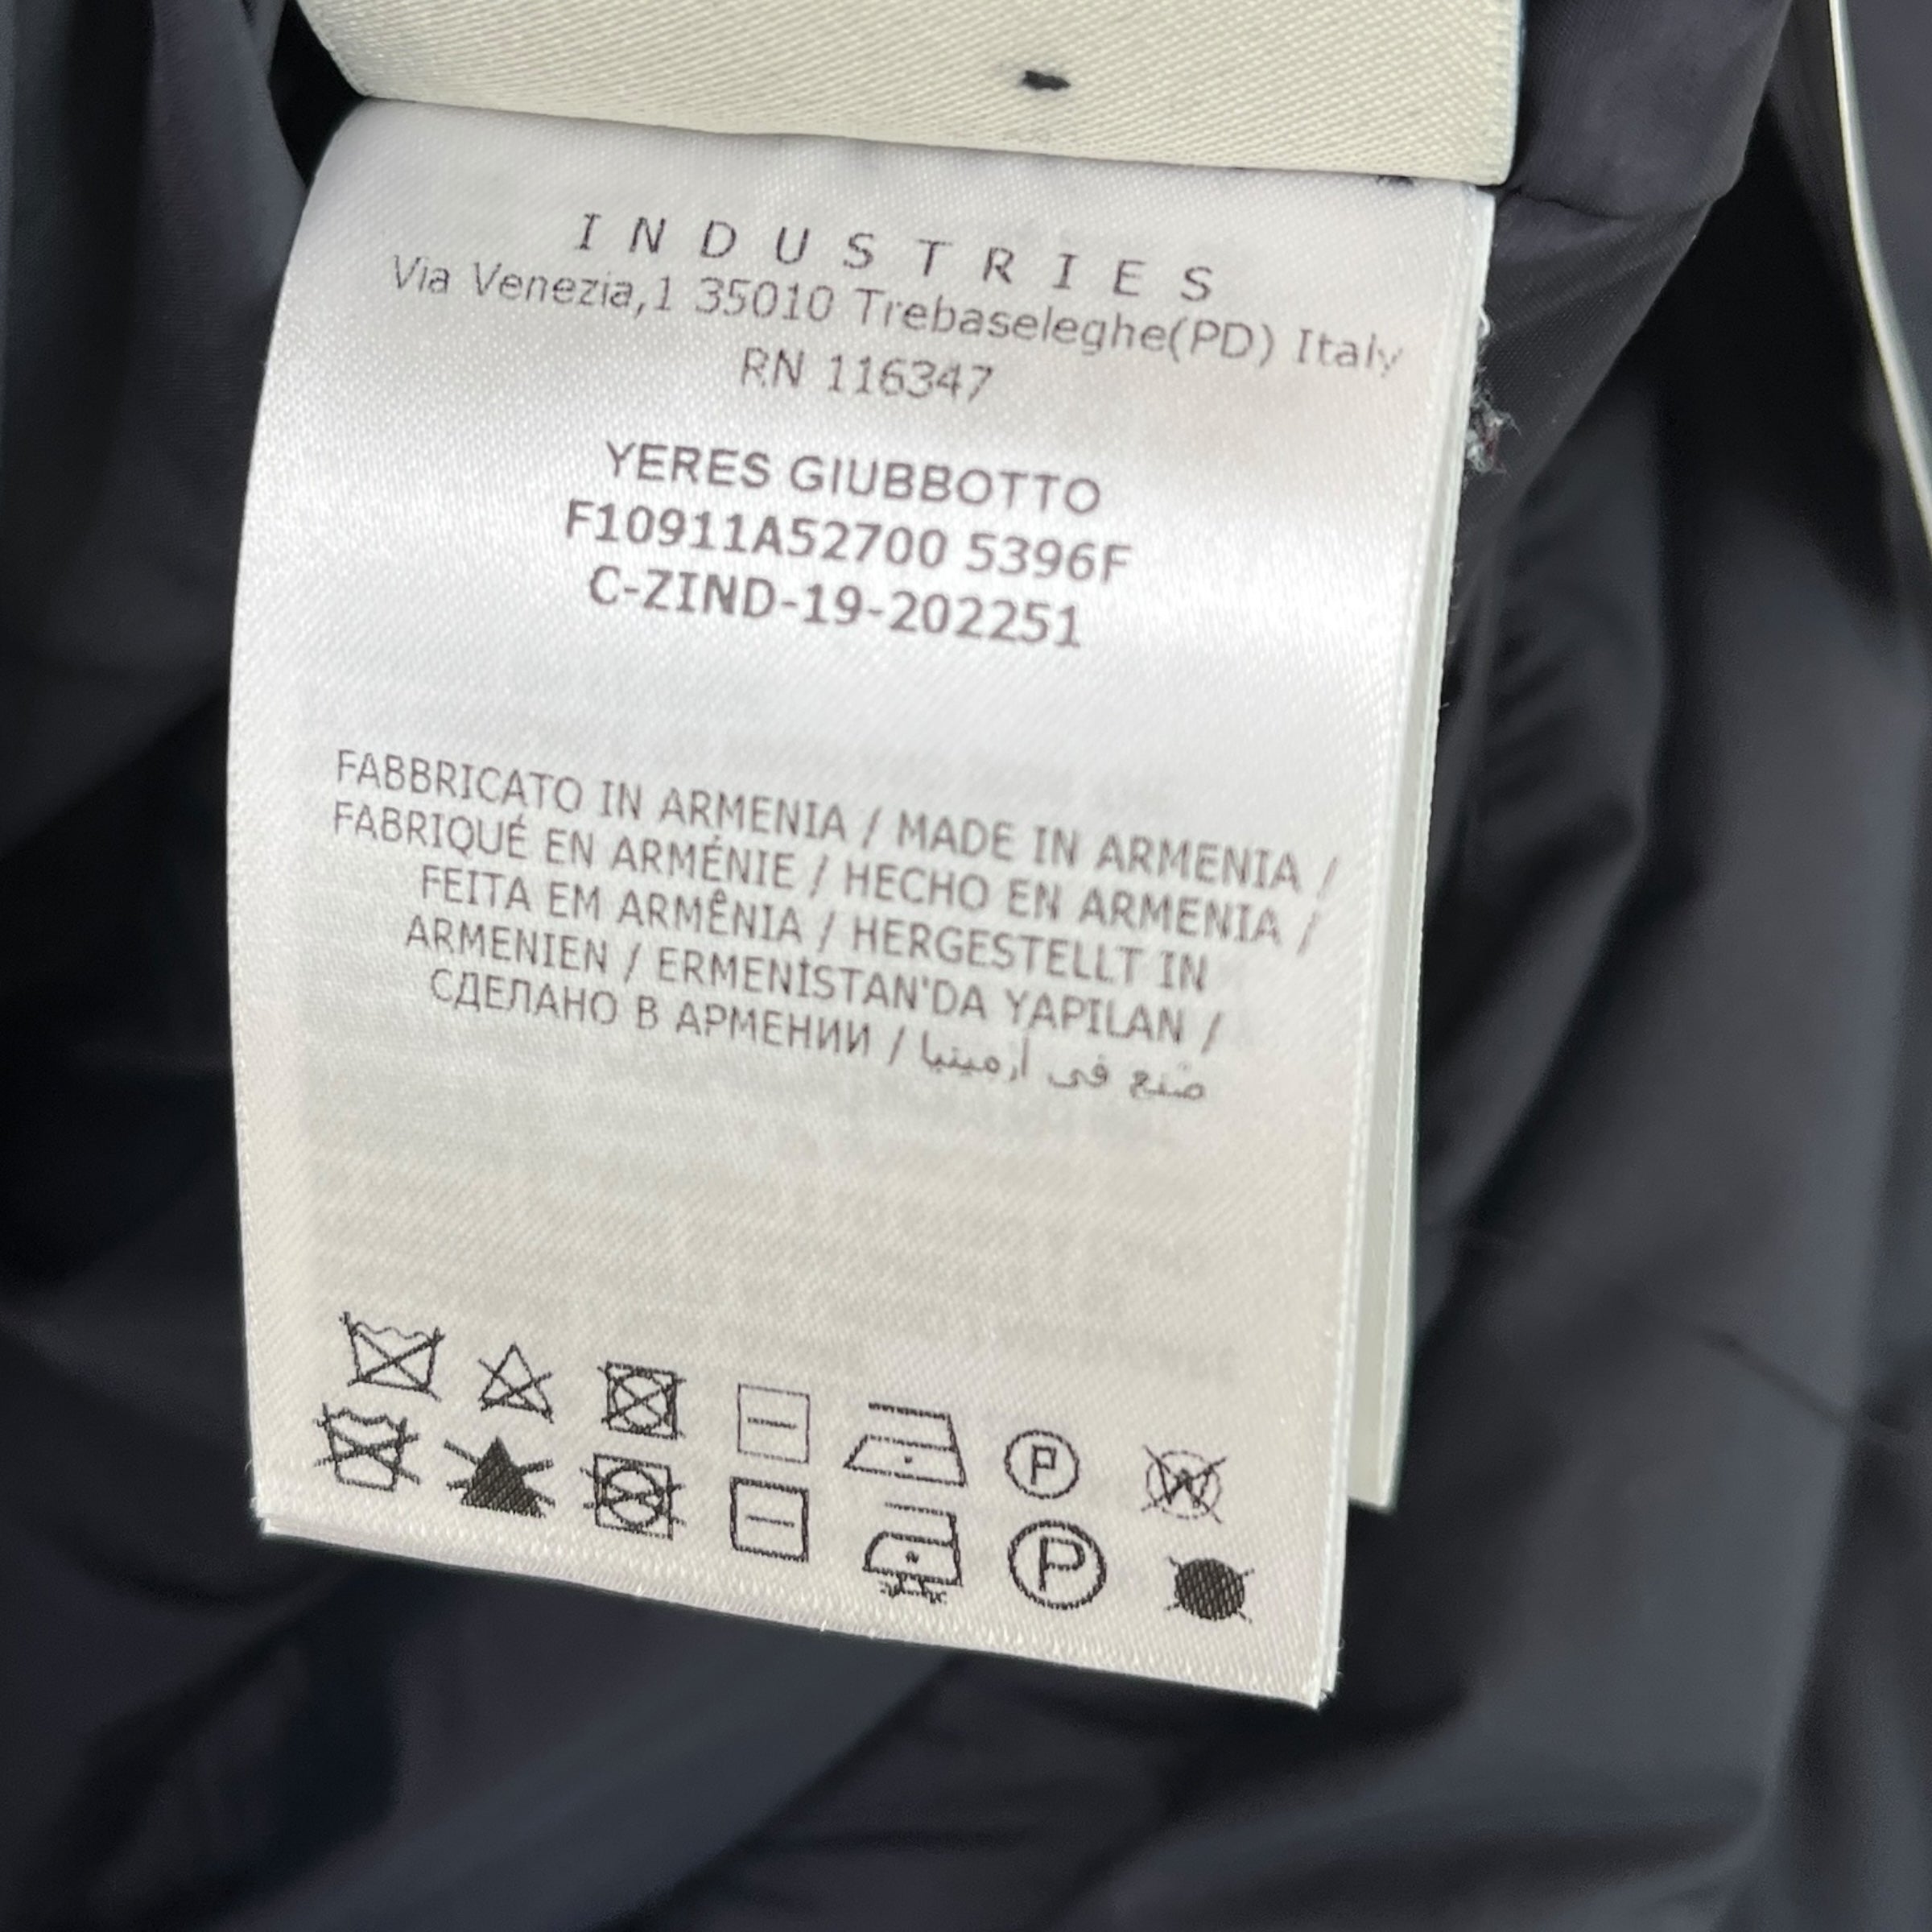 INDUSTRIES
Via Venezia,1 35010 Trebaseleghe(PD) Italy
RN 116347
YERES GIUBBOTTO
F10911A52700 5396F
C-ZIND-19-202251
FABBRICATO IN ARMENIA / MADE IN ARMENIA /
FABRIQUÉ EN ARMÉNIE / HECHO EN ARMENIA /
FEITA EM ARMÊNIA / HERGESTELLT IN
ARMENIEN / ERMENİSTAN'DA YAPILAN /
СДЕЛАНО В АРМЕНИИ / صنع في أرمينيا
P W
P